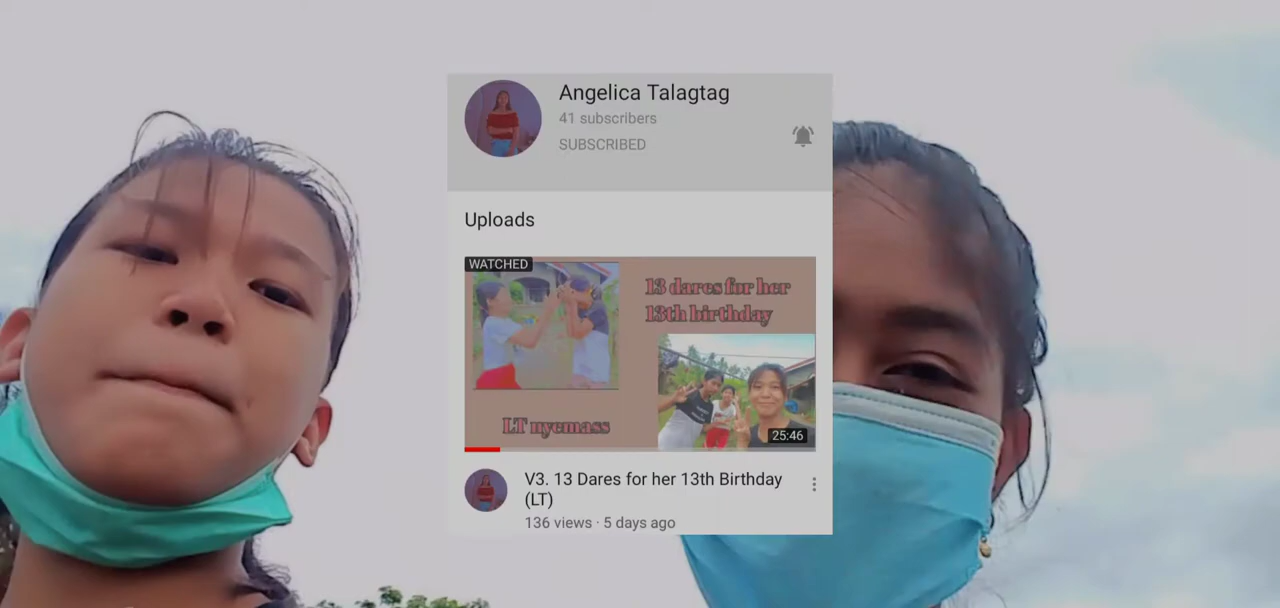 Angelica Talagtag
41 subscribers
SUBSCRIBED
Uploads
WATCHED
13 dares for her
13th birthday
LT nyemass
25:46
V3. 13 Dares for her 13th Birthday
(LT)
136 views · 5 days ago